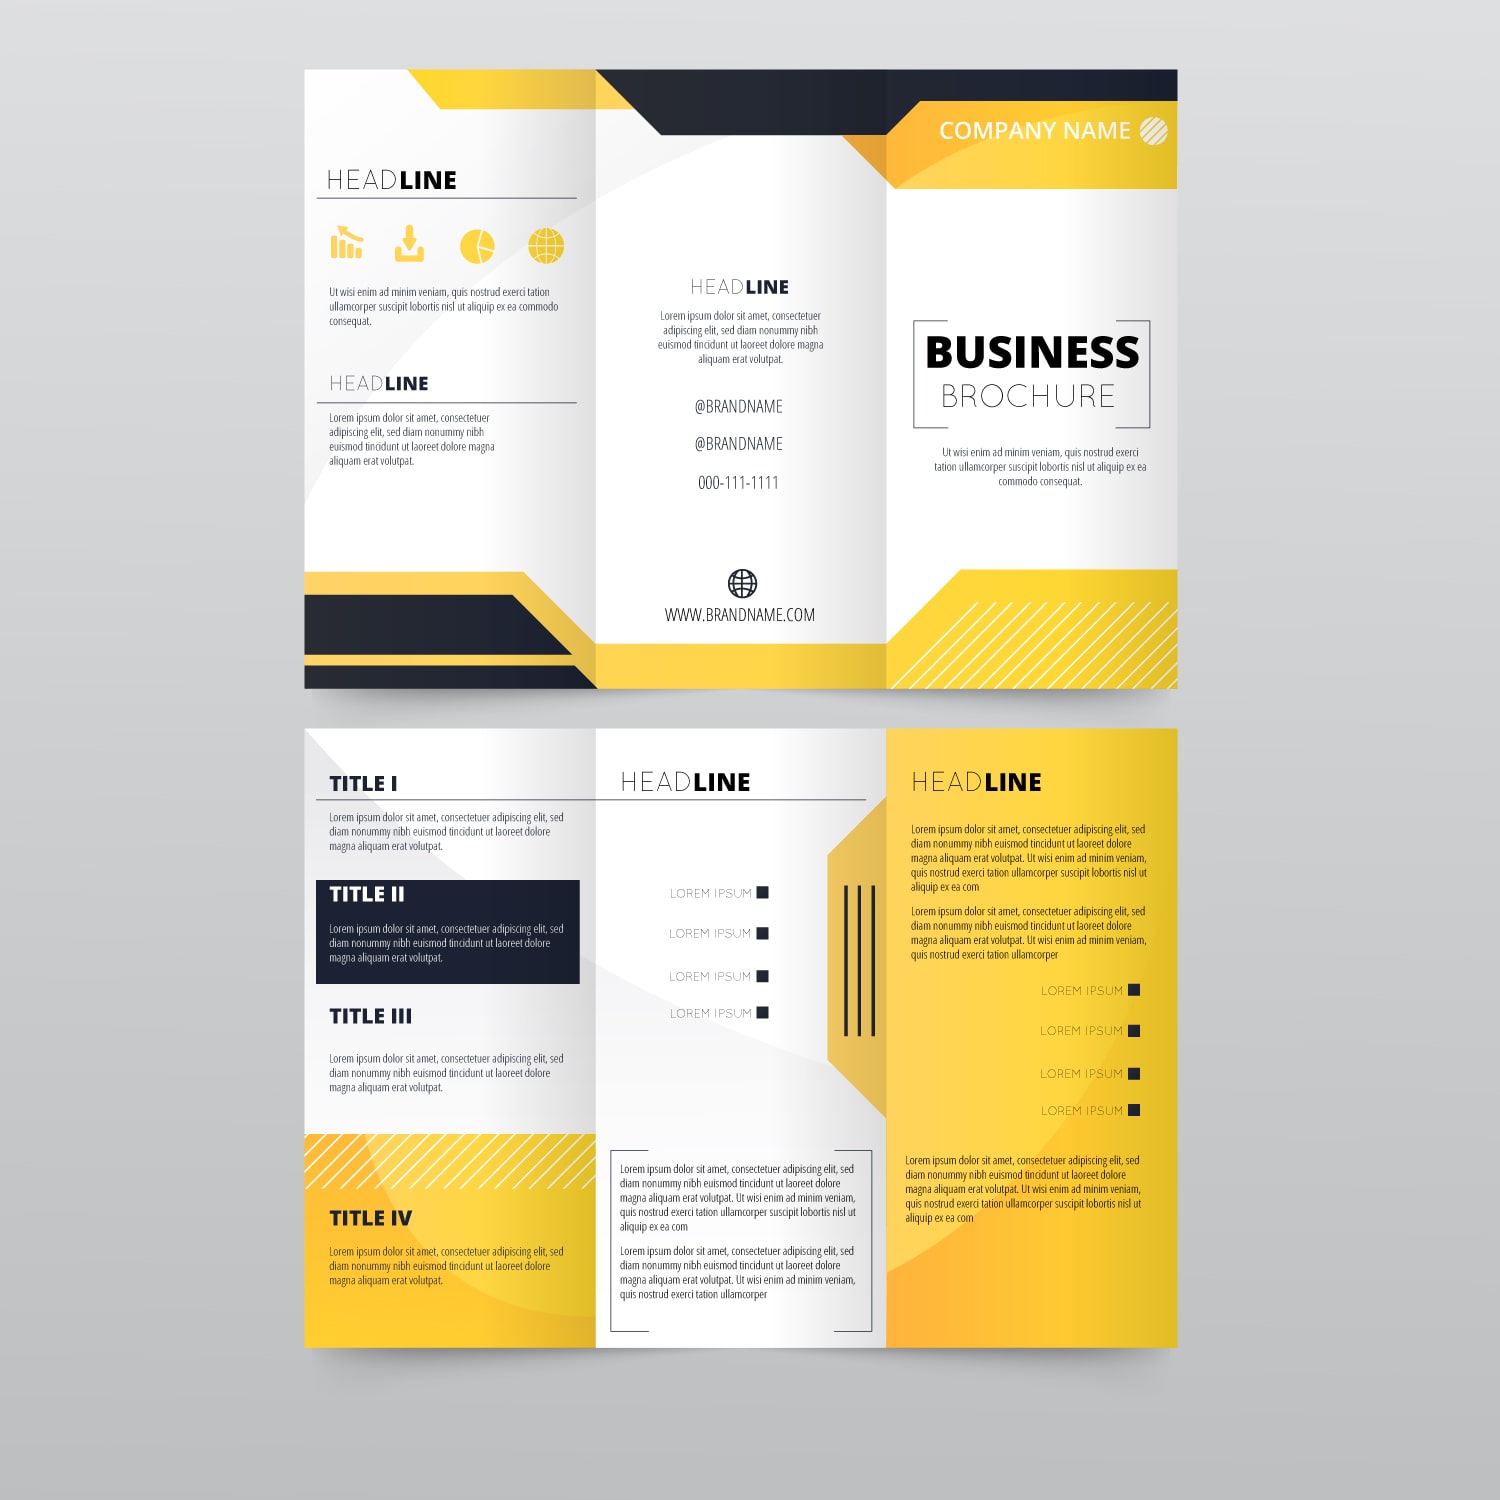 HEADLINE
Ut wisi enim ad minim veniam, quis nostrud exerci tation
ullamcorper suscipit lobortis nisl ut aliquip ex ea commodo
consequat.
HEADLINE
Lorem ipsum dolor sit amet, consectetuer
adipiscing elit, sed diam nonummy nibh
euismod tincidunt ut laoreet dolore magna
aliquam erat volutpat.
HEADLINE
Lorem ipsum dolor sit amet, consectetuer
adipiscing elit, sed diam nonummy nibh
euismod tincidunt ut laoreet dolore magna
aliquam erat volutpat.
@BRANDNAME
@BRANDNAME
000-111-1111
WWW.BRANDNAME.COM
COMPANY NAME
BUSINESS
BROCHURE
Ut wisi enim ad minim veniam, quis nostrud exerci
tation ullamcorper suscipit lobortis nisl ut aliquip ex ea
commodo consequat.
TITLE I
Lorem ipsum dolor sit amet, consectetuer adipiscing elit, sed
diam nonummy nibh euismod tincidunt ut laoreet dolore
magna aliquam erat volutpat.
TITLE II
Lorem ipsum dolor sit amet, consectetuer adipiscing elit, sed
diam nonummy nibh euismod tincidunt ut laoreet dolore
magna aliquam erat volutpat.
TITLE III
Lorem ipsum dolor sit amet, consectetuer adipiscing elit, sed
diam nonummy nibh euismod tincidunt ut laoreet dolore
magna aliquam erat volutpat.
TITLE IV
Lorem ipsum dolor sit amet, consectetuer adipiscing elit, sed
diam nonummy nibh euismod tincidunt ut laoreet dolore
magna aliquam erat volutpat.
HEADLINE
LOREM IPSUM
LOREM IPSUM
LOREM IPSUM
LOREM IPSUM
Lorem ipsum dolor sit amet, consectetuer adipiscing elit, sed
diam nonummy nibh euismod tincidunt ut laoreet dolore
magna aliquam erat volutpat. Ut wisi enim ad minim veniam,
quis nostrud exerci tation ullamcorper suscipit lobortis nisl ut
aliquip ex ea com
Lorem ipsum dolor sit amet, consectetuer adipiscing elit, sed
diam nonummy nibh euismod tincidunt ut laoreet dolore
magna aliquam erat volutpat. Ut wisi enim ad minim veniam,
quis nostrud exerci tation ullamcorper
HEADLINE
Lorem ipsum dolor sit amet, consectetuer adipiscing elit, sed
diam nonummy nibh euismod tincidunt ut laoreet dolore
magna aliquam erat volutpat. Ut wisi enim ad minim veniam,
quis nostrud exerci tation ullamcorper suscipit lobortis nisl ut
aliquip ex ea com
Lorem ipsum dolor sit amet, consectetuer adipiscing elit, sed
diam nonummy nibh euismod tincidunt ut laoreet dolore
magna aliquam erat volutpat. Ut wisi enim ad minim veniam,
quis nostrud exerci tation ullamcorper
LOREM IPSUM
LOREM IPSUM
LOREM IPSUM
LOREM IPSUM
Lorem ipsum dolor sit amet, consectetuer adipiscing elit, sed
diam nonummy nibh euismod tincidunt ut laoreet dolore
magna aliquam erat volutpat. Ut wisi enim ad minim veniam,
quis nostrud exerci tation ullamcorper suscipit lobortis nisl ut
aliquip ex ea com